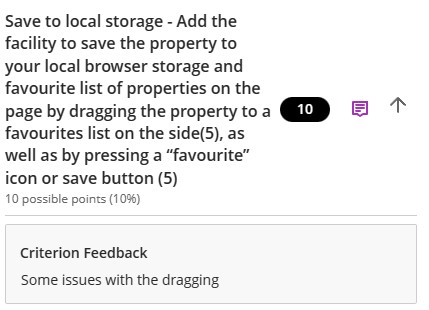 Save to local storage - Add the
facility to save the property to
your local browser storage and
favourite list of properties on the
page by dragging the property to a
favourites list on the side(5), as
well as by pressing a “favourite”
icon or save button (5)
10
10 possible points (10%)
Criterion Feedback
Some issues with the dragging